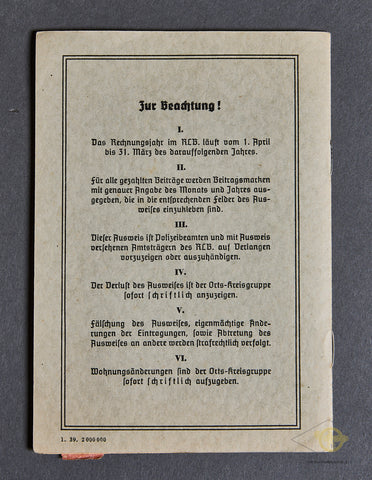 Zur Beachtung!
I.
Das Rechnungsjahr im RLB. läuft vom 1. April
bis 31. März des darauffolgenden Jahres.
II.
Für alle gezahlten Beiträge werden Beitragsmarken
mit genauer Angabe des Monats und Jahres aus-
gegeben, die in die entsprechenden Felder des Aus-
weises einzukleben sind.
III.
Dieser Ausweis ist Polizeibeamten und mit Ausweis
versehenen Amtsträgern des RLB. auf Verlangen
vorzuzeigen oder auszuhändigen.
IV.
Der Verlust des Ausweises ist der Orts-Kreisgruppe
sofort schriftlich anzuzeigen.
V.
Fälschung des Ausweises, eigenmächtige Ände-
rungen der Eintragungen, sowie Abtretung des
Ausweises an andere werden strafrechtlich verfolgt.
VI.
Wohnungsänderungen sind der Orts-Kreisgruppe
sofort schriftlich aufzugeben.
1. 39. 2 000 000